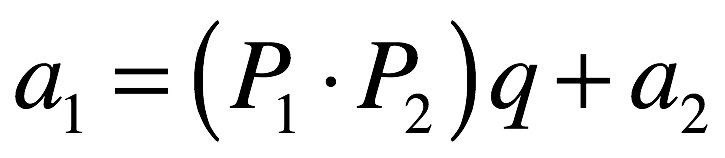 a₁ = (P₁ · P₂)q + a₂